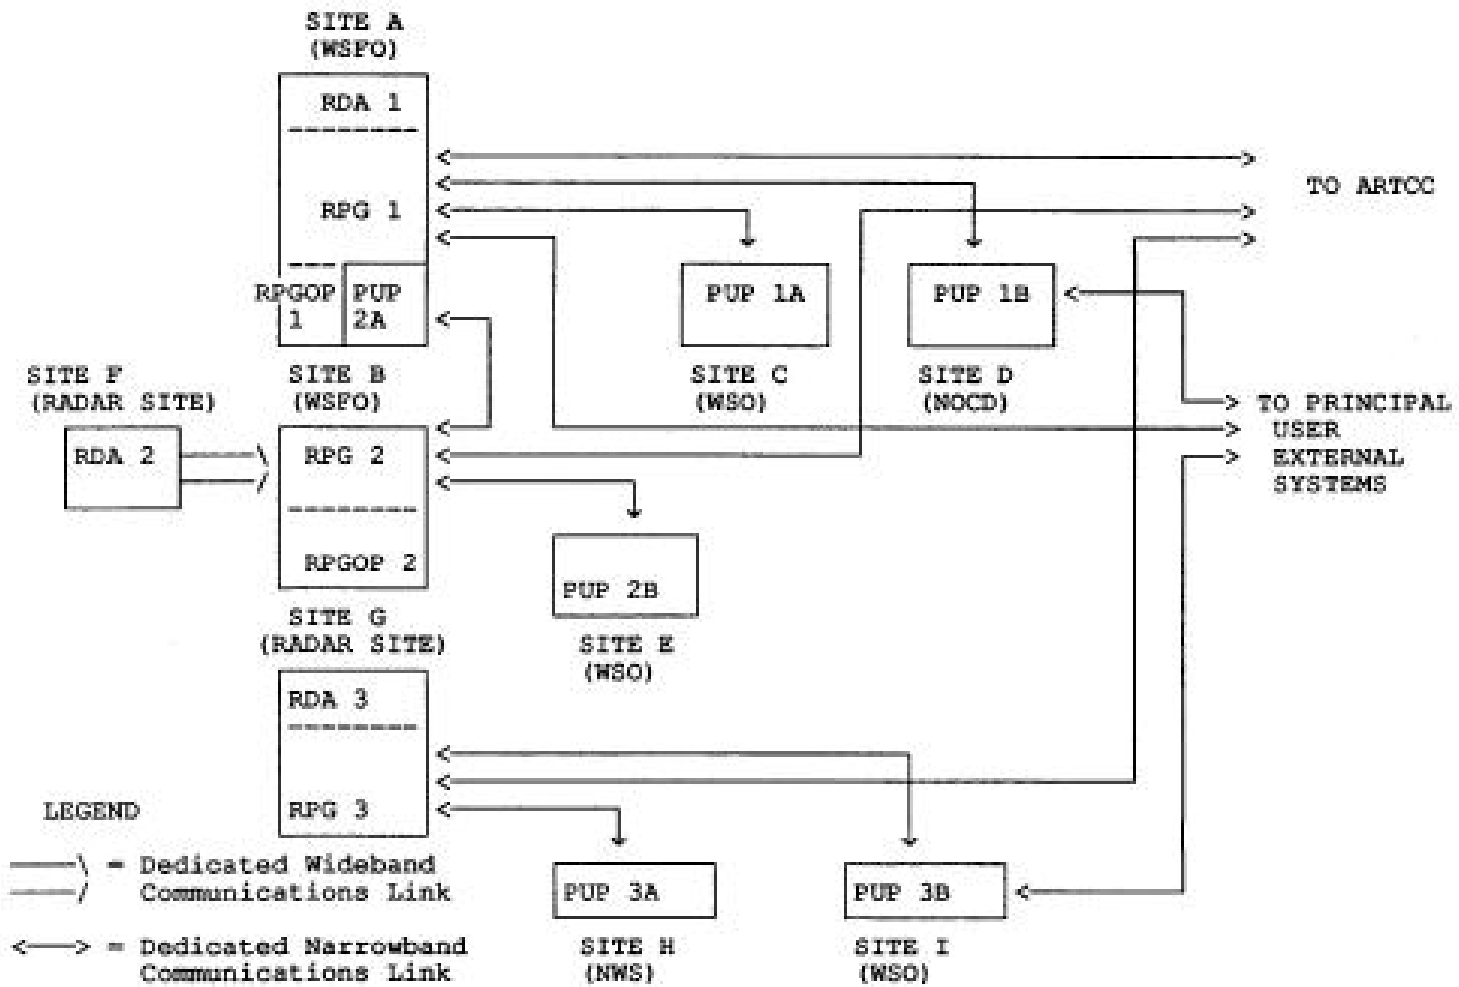 SITE A
(WSFO)
RDA 1
RPG 1
RPGOP
1
PUP
2A
TO ARTCC
PUP 1A
SITE C
(WSO)
PUP 1B
SITE D
(NOCD)
TO PRINCIPAL
USER
EXTERNAL
SYSTEMS
SITE F
(RADAR SITE)
RDA 2
SITE B
(WSFO)
RPG 2
RPGOP 2
PUP 2B
SITE E
(WSO)
SITE G
(RADAR SITE)
RDA 3
RPG 3
PUP 3A
SITE H
(NWS)
PUP 3B
SITE I
(WSO)
LEGEND
= Dedicated Wideband
Communications Link
= Dedicated Narrowband
Communications Link